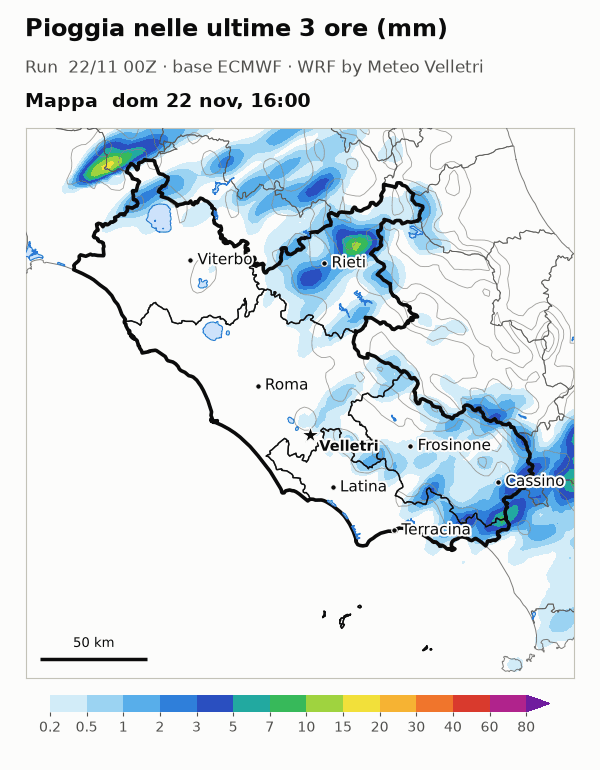 Pioggia nelle ultime 3 ore (mm)
Run 22/11 00Z · base ECMWF · WRF by Meteo Velletri
Mappa dom 22 nov, 16:00
Viterbo
Rieti
Roma
Velletri
Frosinone
Cassino
Latina
Terracina
50 km
0.2 0.5 1 2 3 5 7 10 15 20 30 40 60 80